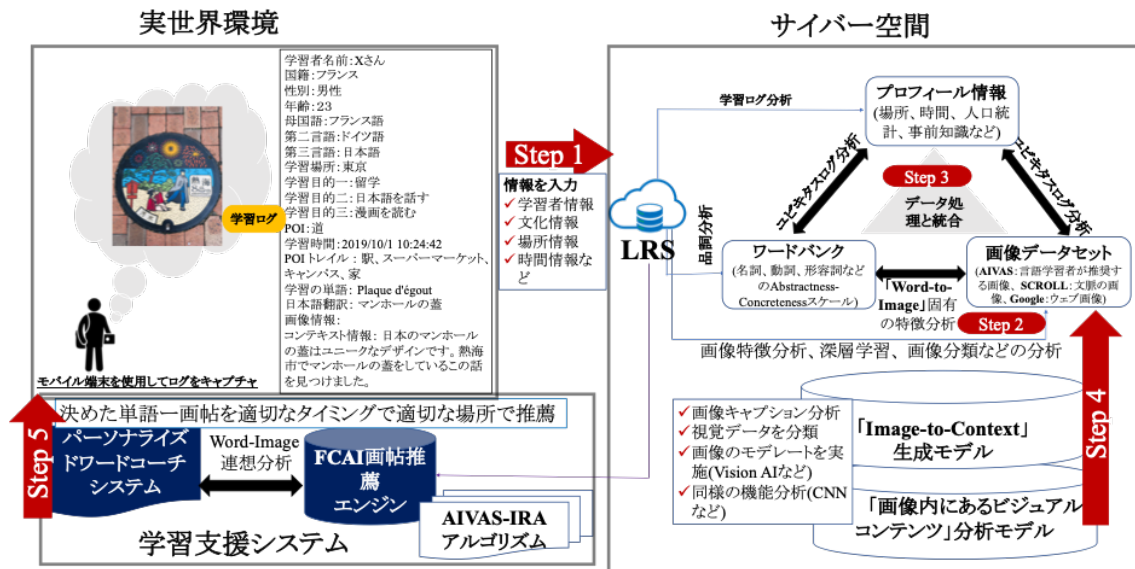 実世界環境
学習者名前：Xさん
国籍：フランス
性別：男性
年齢：23
母国語：フランス語
第二言語：ドイツ語
第三言語：日本語
学習場所：東京
学習目的一：留学
学習目的二：日本語を話す
学習目的三：漫画を読む
POI：道
学習時間：2019/10/1 10:24:42
POIトレイル：駅、スーパーマーケット、
キャンパス、家
学習の単語：Plaque d'égout
日本語翻訳：マンホールの蓋
画像情報：
コンテキスト情報：日本のマンホール
の蓋はユニークなデザインです。熱海
市でマンホールの蓋をしているこの話
を見つけました。
学習ログ
モバイル端末を使用してログをキャプチャ
Step 1
情報を入力
✓学習者情報
✓文化情報
✓場所情報
✓時間情報な
ど
サイバー空間
LRS
学習ログ分析
品詞分析
プロフィール情報
(場所、時間、人口統
計、事前知識など)
ユビキタスログ分析
ユビキタスログ分析
Step 3
データ処
理と統合
ワードバンク
(名詞、動詞、形容詞など
のAbstractness-
Concretenessスケール)
画像データセット
(AIVAS：言語学習者が推奨す
る画像、SCROLL：文脈の画
像、Google：ウェブ画像)
「Word-to-
Image」固有
の特徴分析
Step 2
画像特徴分析、深層学習、画像分類などの分析
✓画像キャプション分析
✓視覚データを分類
✓画像のモデレートを実
施(Vision AIなど)
✓同様の機能分析(CNN
など)
「Image-to-Context」
生成モデル
「画像内にあるビジュアル
コンテンツ」分析モデル
Step 4
Step 5
決めた単語ー画帖を適切なタイミングで適切な場所で推薦
パーソナライズ
ドワードコーチ
システム
Word-Image
連想分析
FCAI画帖推
薦
エンジン
AIVAS-IRA
アルゴリズム
学習支援システム